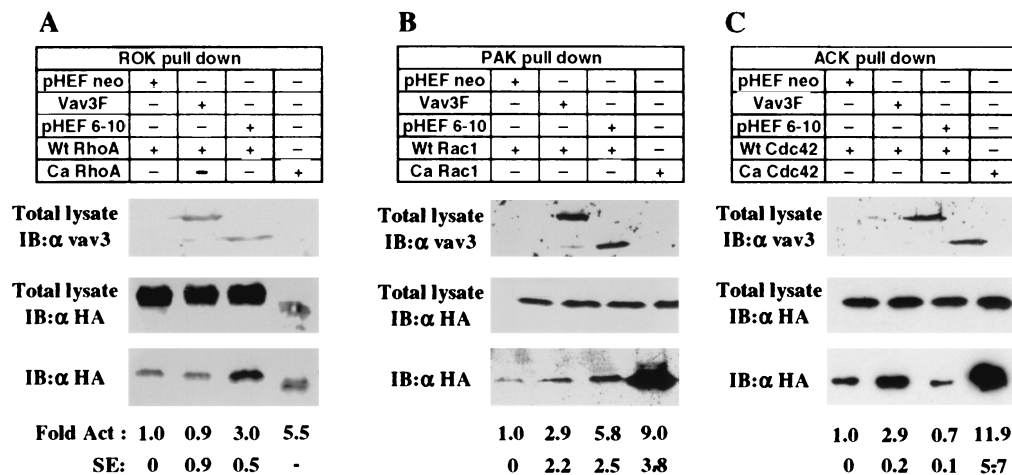 A
B
C
ROK pull down
pHEF neo + − − −
Vav3F − + − −
pHEF 6-10 − − + −
Wt RhoA + + + −
Ca RhoA − − − +
PAK pull down
pHEF neo + − − −
Vav3F − + − −
pHEF 6-10 − − + −
Wt Rac1 + + + −
Ca Rac1 − − − +
ACK pull down
pHEF neo + − − −
Vav3F − + − −
pHEF 6-10 − − + −
Wt Cdc42 + + + −
Ca Cdc42 − − − +
Total lysate
IB:α vav3
Total lysate
IB:α HA
IB:α HA
Total lysate
IB:α vav3
Total lysate
IB:α HA
IB:α HA
Total lysate
IB:α vav3
Total lysate
IB:α HA
IB:α HA
Fold Act : 1.0 0.9 3.0 5.5 1.0 2.9 5.8 9.0 1.0 2.9 0.7 11.9
SE: 0 0.9 0.5 - 0 2.2 2.5 3.8 0 0.2 0.1 5.7